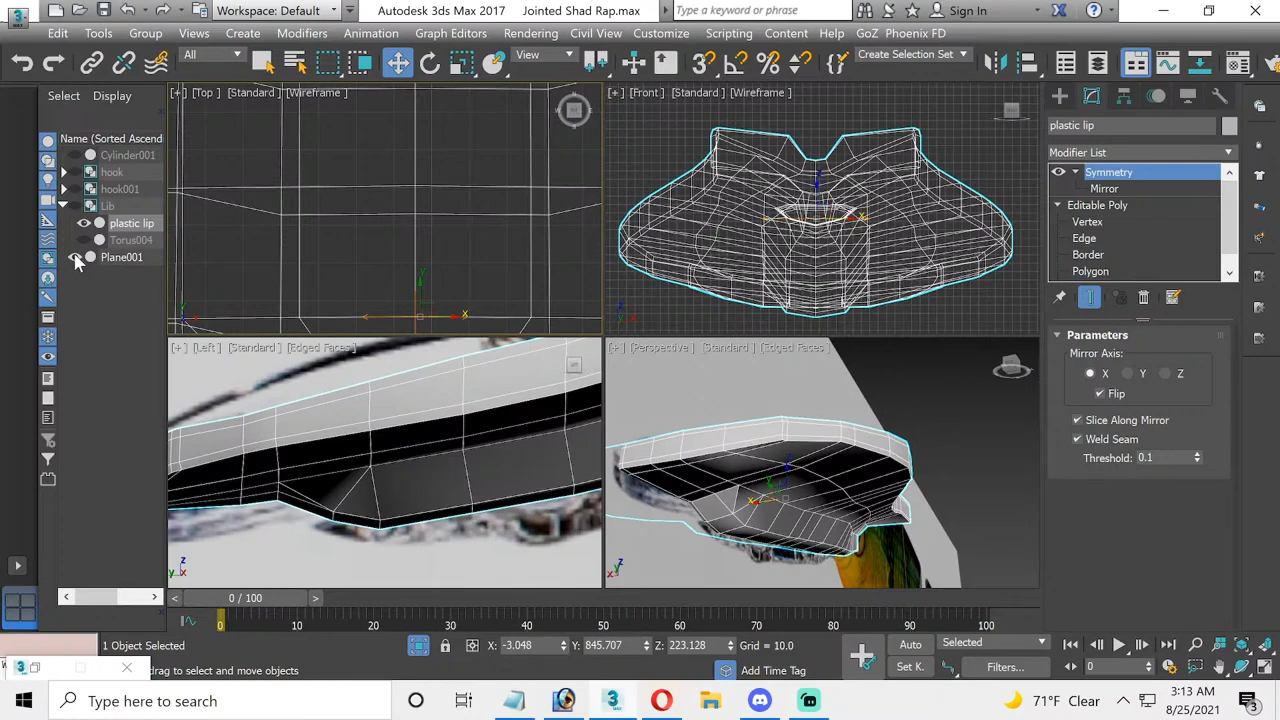 Workspace: Default
Autodesk 3ds Max 2017
Jointed Shad Rap.max
Type a keyword or phrase
Sign In
Edit Tools Group Views Create Modifiers Animation Graph Editors Rendering Civil View Customize Scripting Content Help GoZ Phoenix FD
All
View
Create Selection Set
Select Display
Name (Sorted Ascend
Cylinder001
hook
hook001
Lib
plastic lip
Torus004
Plane001
[+] [Top] [Standard] [Wireframe]
[+] [Front] [Standard] [Wireframe]
[+] [Left] [Standard] [Edged Faces]
[+] [Perspective] [Standard] [Edged Faces]
plastic lip
Modifier List
Symmetry
Mirror
Editable Poly
Vertex
Edge
Border
Polygon
Parameters
Mirror Axis:
X Y Z
Flip
Slice Along Mirror
Weld Seam
Threshold: 0.1
0 / 100
0 10 20 30 40 50 60 70 80 90 100
1 Object Selected
X: -3.048 Y: 845.707 Z: 223.128 Grid = 10.0
Auto
Selected
drag to select and move objects
Add Time Tag
Set K.
Filters...
0
Type here to search
71°F Clear
3:13 AM
8/25/2021
3